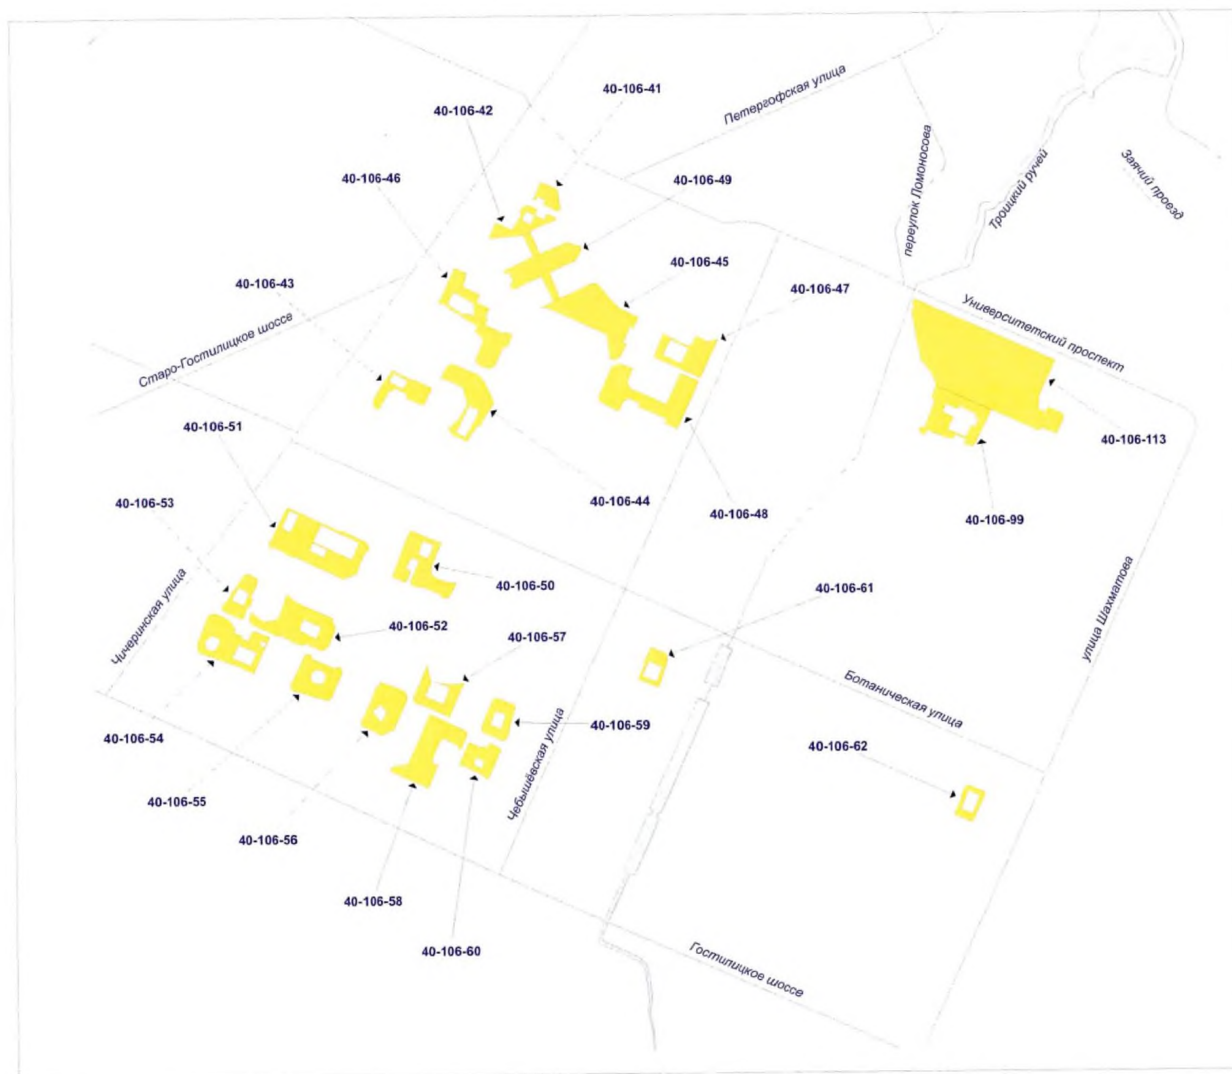 40-106-41
Петергофская улица
40-106-42
переулок Ломоносова
Троицкий ручей
Заячий проезд
40-106-46
40-106-49
40-106-43
40-106-45
40-106-47
Старо-Гостилицкое шоссе
Университетский проспект
40-106-51
40-106-113
40-106-53
40-106-44
40-106-48
40-106-99
Чичеринская улица
40-106-50
40-106-61
улица Шахматова
40-106-52
40-106-57
Ботаническая улица
40-106-54
40-106-59
Чебышёвская улица
40-106-62
40-106-55
40-106-56
40-106-58
40-106-60
Гостилицкое шоссе